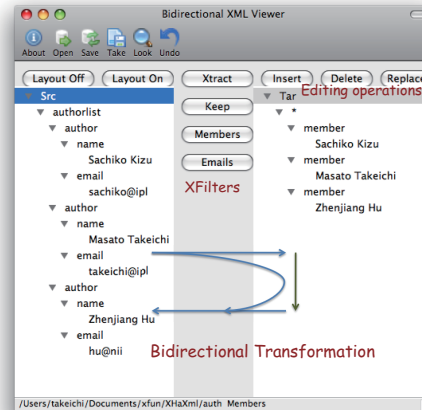 Bidirectional XML Viewer
About Open Save Take Look Undo
Layout Off Layout On Xtract Insert Delete Replace
Editing operations
Src
authorlist
author
name
Sachiko Kizu
email
sachiko@ipl
author
name
Masato Takeichi
email
takeichi@ipl
author
name
Zhenjiang Hu
email
hu@nii
Keep
Members
Emails
XFilters
Tar
*
member
Sachiko Kizu
member
Masato Takeichi
member
Zhenjiang Hu
Bidirectional Transformation
/Users/takeichi/Documents/xfun/XHaXml/auth Members